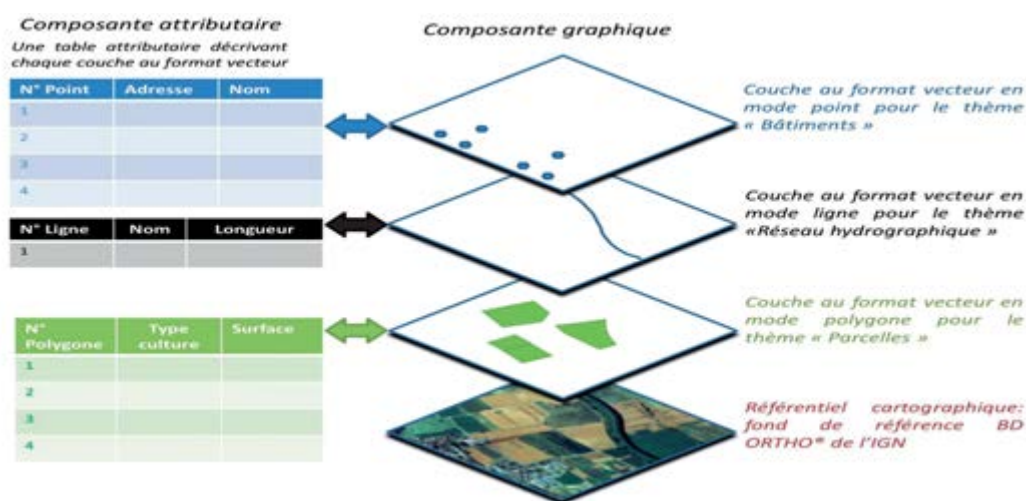 Composante attributaire
Une table attributaire décrivant
chaque couche au format vecteur
N° Point Adresse Nom
1
2
3
4
N° Ligne Nom Longueur
1
N° Polygone Type culture Surface
1
2
3
4
Composante graphique
Couche au format vecteur en
mode point pour le thème
« Bâtiments »
Couche au format vecteur en
mode ligne pour le thème
«Réseau hydrographique »
Couche au format vecteur en
mode polygone pour le
thème « Parcelles »
Référentiel cartographique:
fond de référence BD
ORTHO® de l'IGN